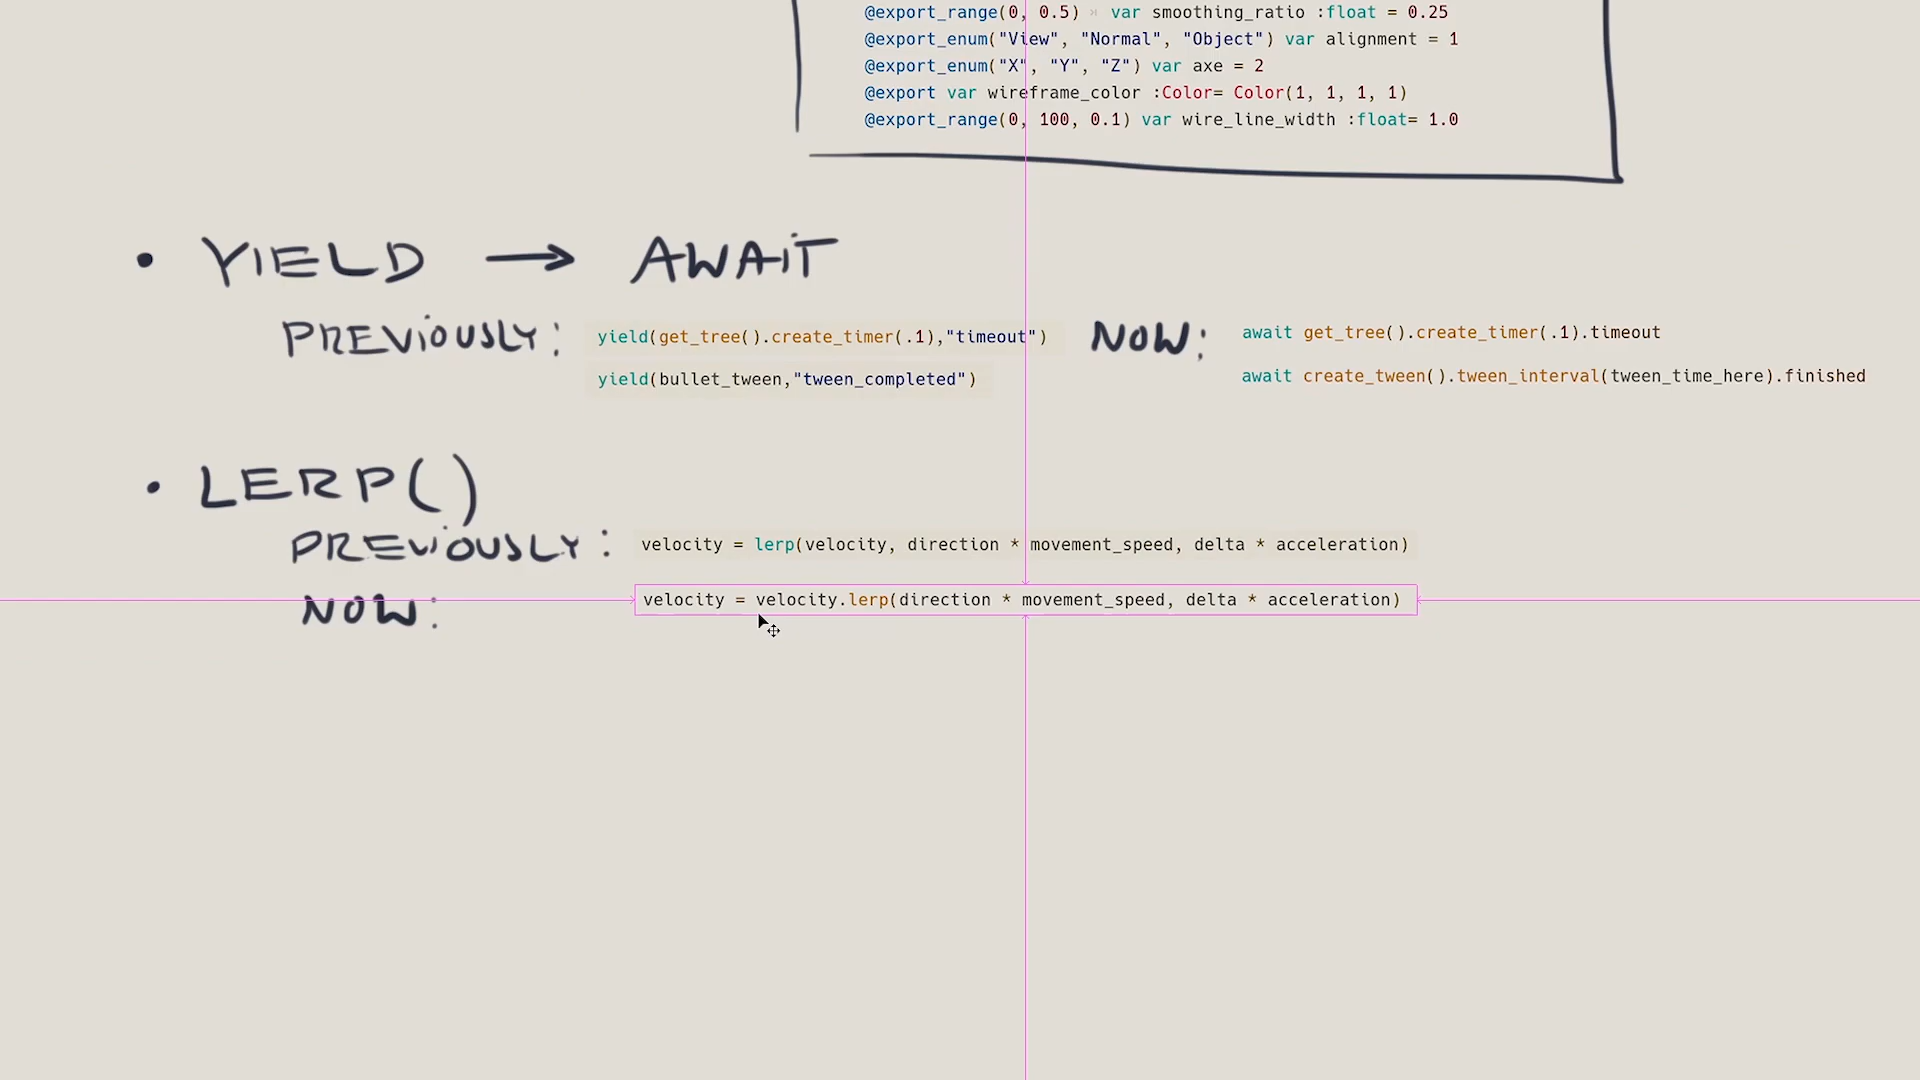 @export_range(0, 0.5) var smoothing_ratio :float = 0.25
@export_enum("View", "Normal", "Object") var alignment = 1
@export_enum("X", "Y", "Z") var axe = 2
@export var wireframe_color :Color= Color(1, 1, 1, 1)
@export_range(0, 100, 0.1) var wire_line_width :float= 1.0
• YIELD → AWAIT
PREVIOUSLY: yield(get_tree().create_timer(.1),"timeout")
yield(bullet_tween,"tween_completed")
NOW: await get_tree().create_timer(.1).timeout
await create_tween().tween_interval(tween_time_here).finished
• LERP()
PREVIOUSLY: velocity = lerp(velocity, direction * movement_speed, delta * acceleration)
NOW: velocity = velocity.lerp(direction * movement_speed, delta * acceleration)